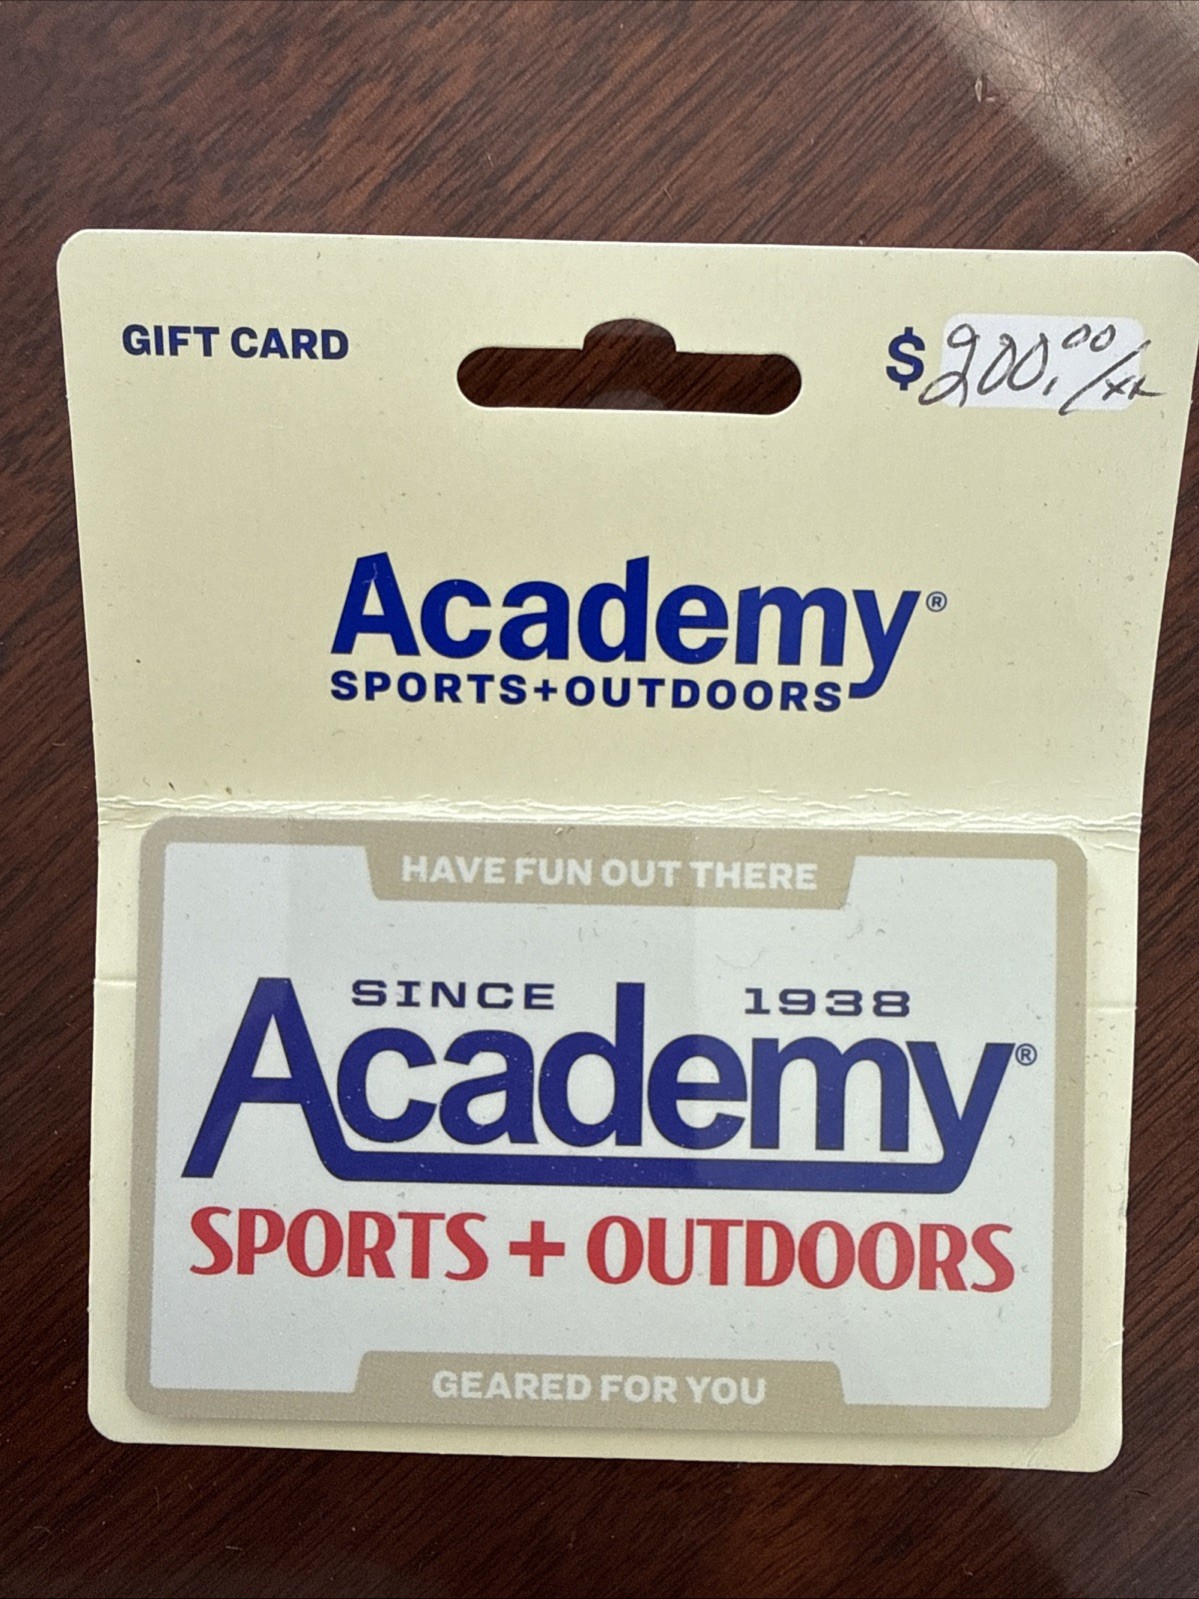 GIFT CARD
$200.00/xx
Academy®
SPORTS+OUTDOORS
HAVE FUN OUT THERE
SINCE 1938
Academy®
SPORTS + OUTDOORS
GEARED FOR YOU